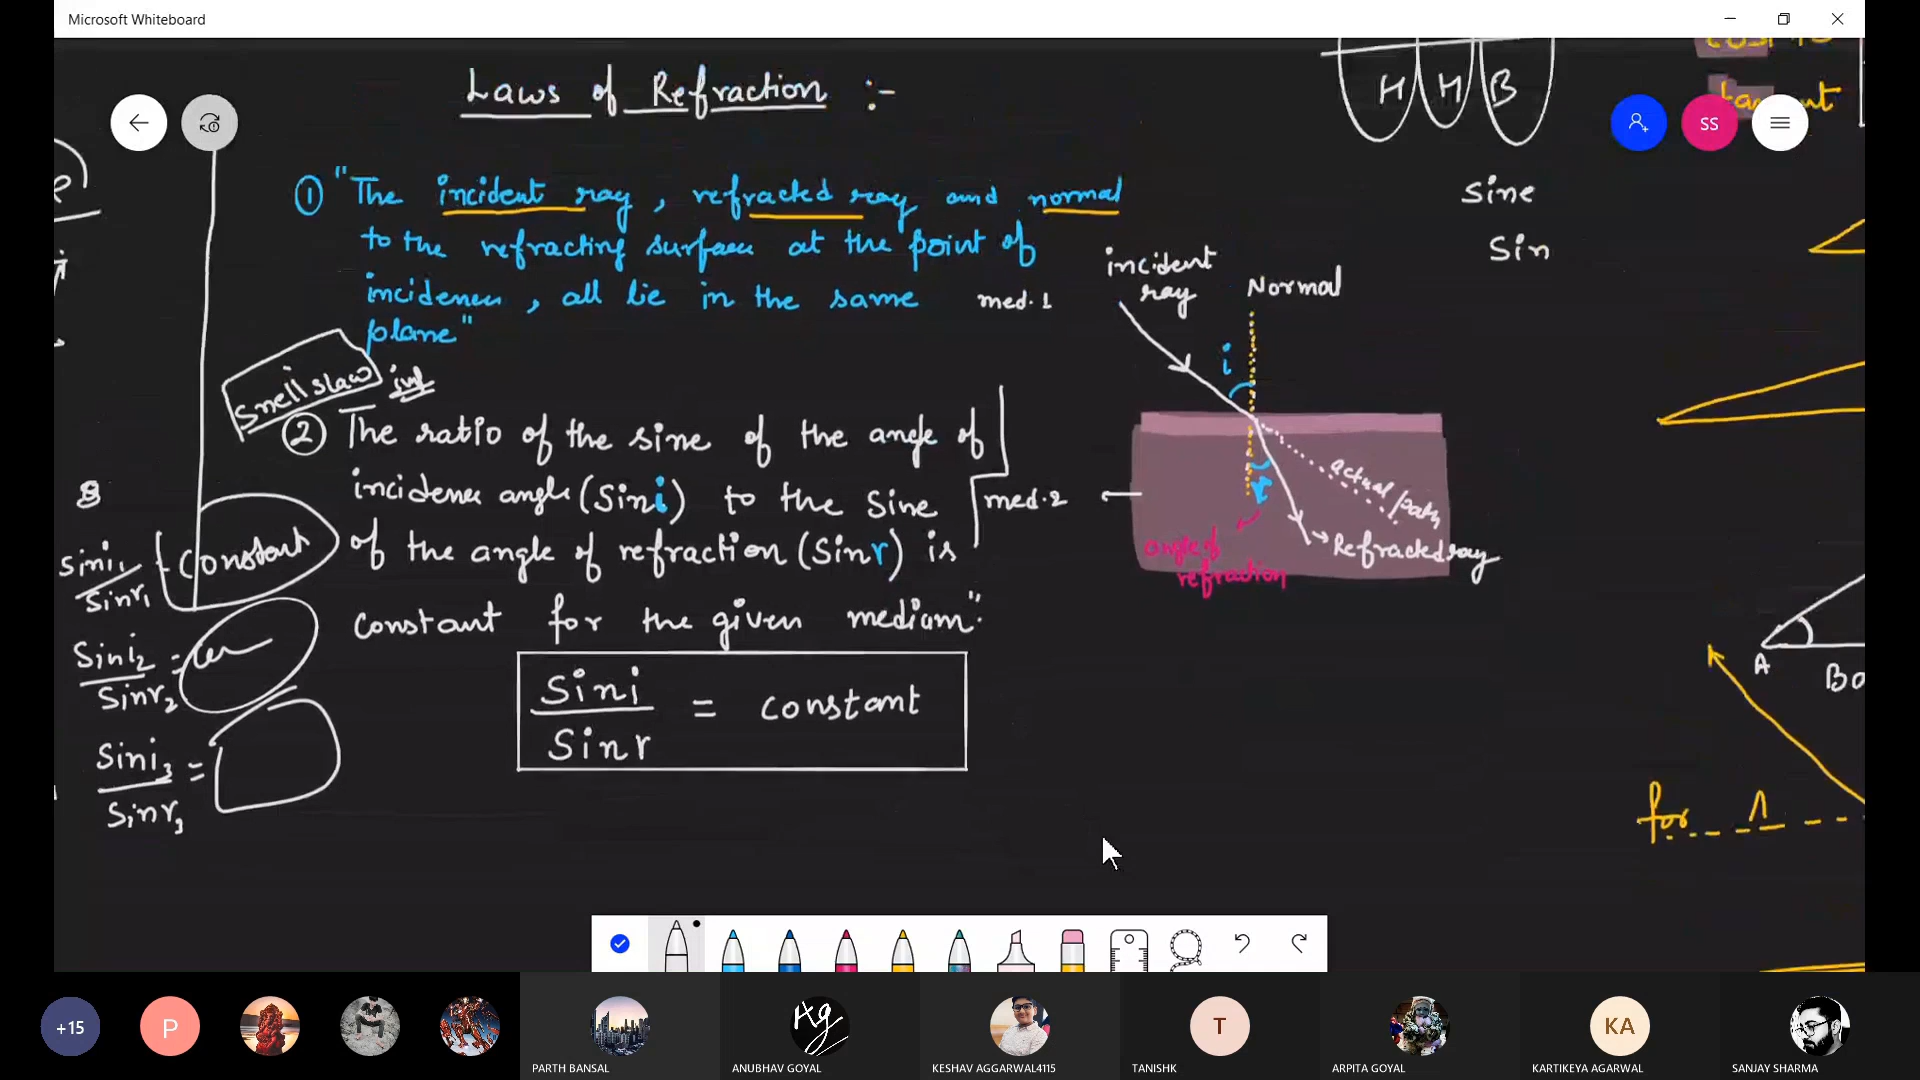 Microsoft Whiteboard
Laws of Refraction :-
H H B
SS
① "The incident ray, refracted ray and normal
to the refracting surface at the point of
incidence, all lie in the same
plane"
Sine
Sin
incident
ray
Normal
med. 1
i
Snell's law
imp
② The ratio of the sine of the angle of
incidence angle (Sini) to the Sine
of the angle of refraction (Sinr) is
constant for the given medium":
Sini
Sinr
= constant
med. 2
r
actual path
angle of
refraction
Refracted ray
8
Sini1
Sinr1
- Constant
Sini2
Sinr2
=
Sini3
Sinr3
=
A
for
+15
P
T
KA
PARTH BANSAL
ANUBHAV GOYAL
KESHAV AGGARWAL4115
TANISHK
ARPITA GOYAL
KARTIKEYA AGARWAL
SANJAY SHARMA